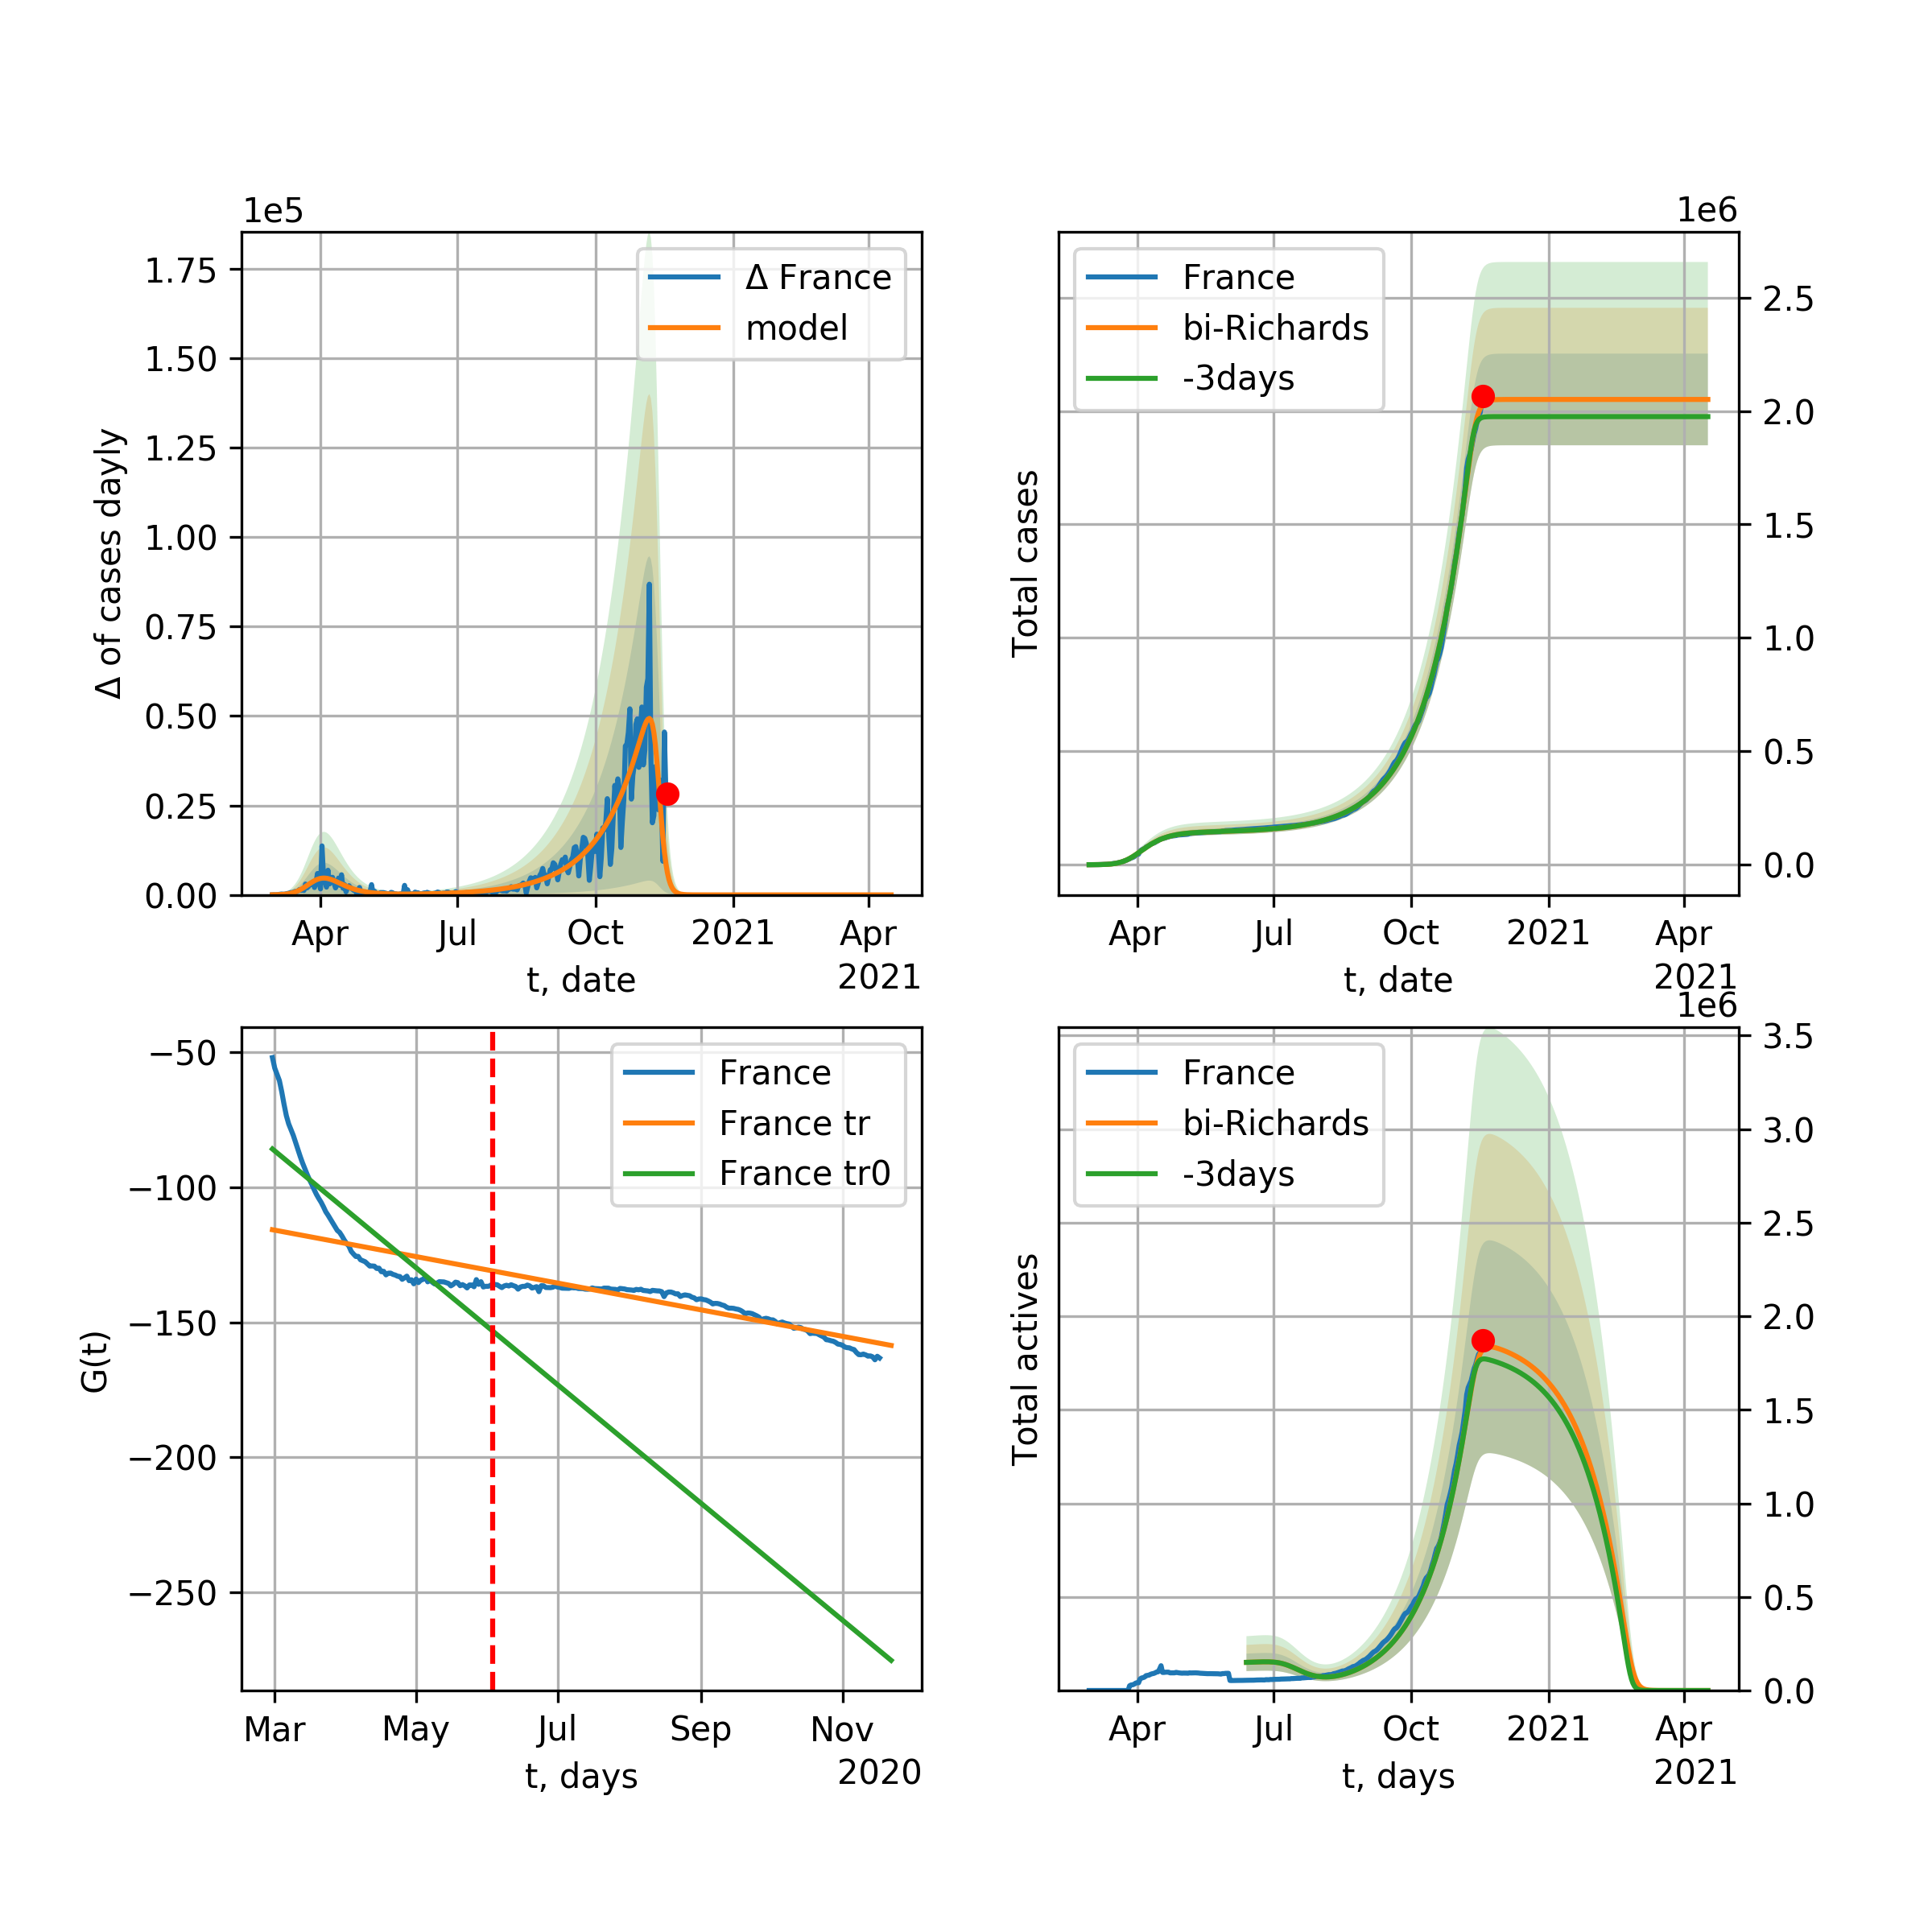 1e5
1.75
1.50
1.25
1.00
0.75
0.50
0.25
0.00
Δ of cases dayly
Δ France
model
Apr
Jul
Oct
2021
Apr
2021
t, date
1e6
France
bi-Richards
-3days
Total cases
2.5
2.0
1.5
1.0
0.5
0.0
Apr
Jul
Oct
2021
Apr
2021
t, date
−50
−100
−150
−200
−250
G(t)
France
France tr
France tr0
Mar
May
Jul
Sep
Nov
2020
t, days
1e6
France
bi-Richards
-3days
Total actives
3.5
3.0
2.5
2.0
1.5
1.0
0.5
0.0
Apr
Jul
Oct
2021
Apr
2021
t, days